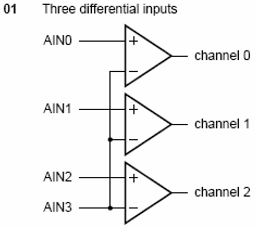 01 Three differential inputs
AIN0
+
−
channel 0
AIN1
+
−
channel 1
AIN2
+
−
channel 2
AIN3